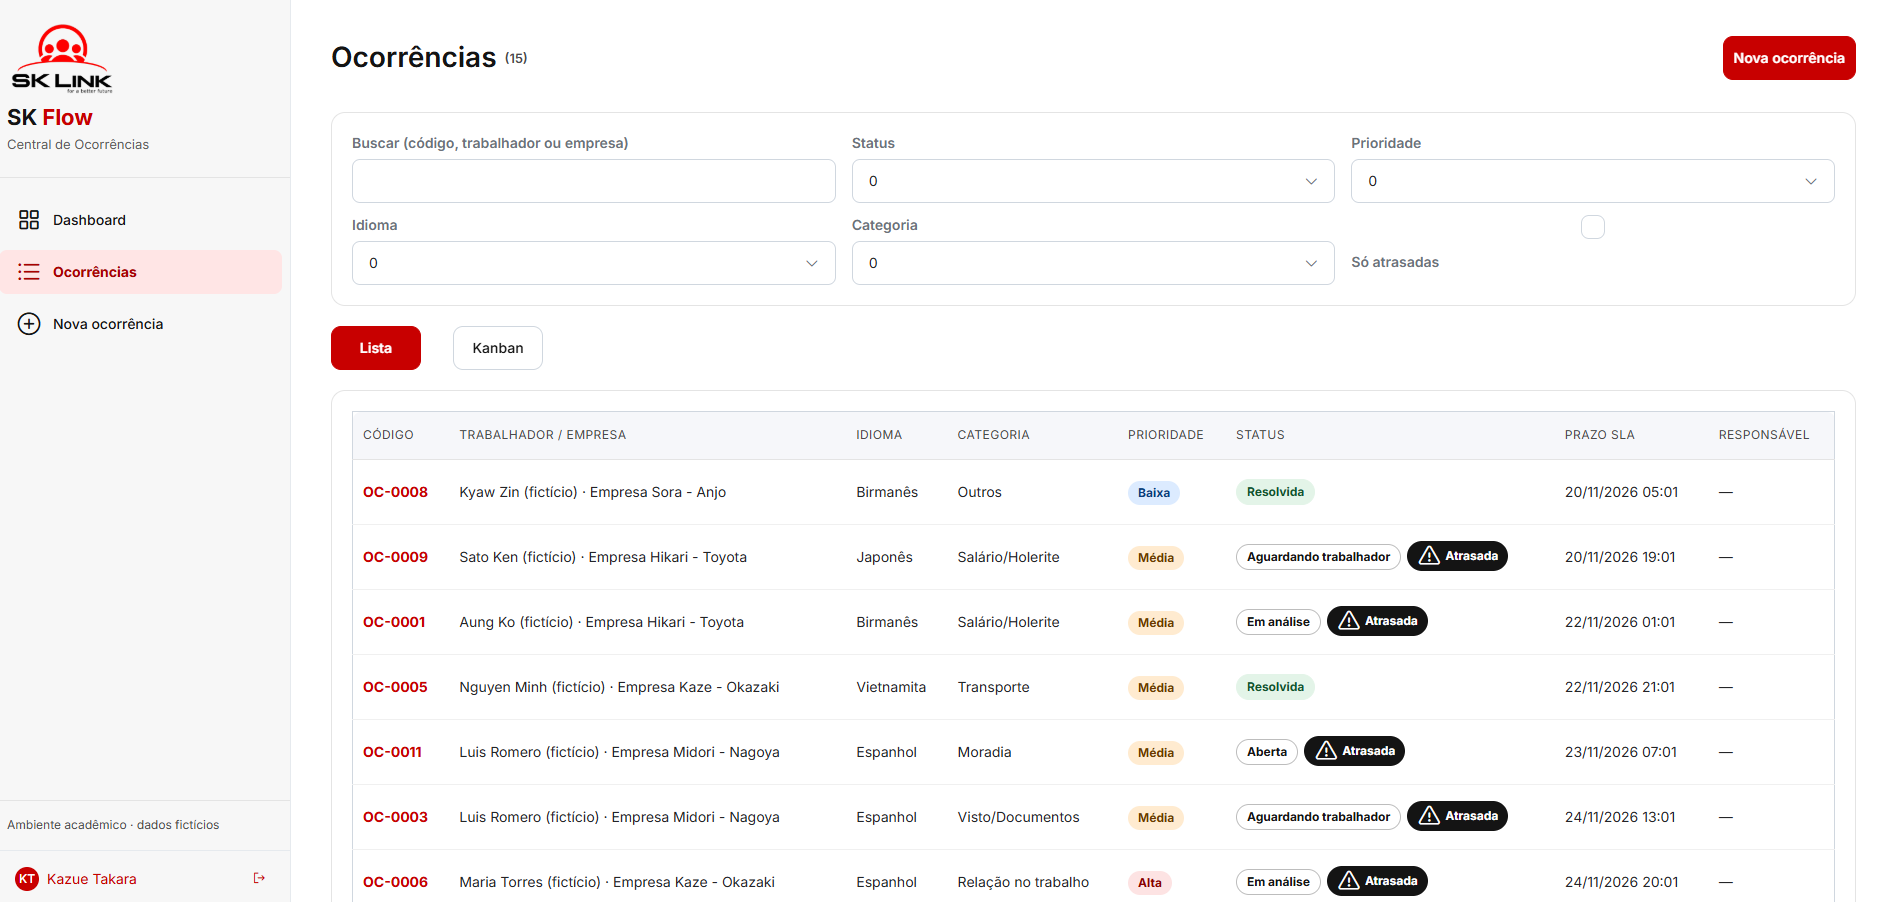 SK LINK
for a better future
SK Flow
Central de Ocorrências
Dashboard
Ocorrências
Nova ocorrência
Ambiente acadêmico · dados fictícios
KT Kazue Takara
Ocorrências (15)
Nova ocorrência
Buscar (código, trabalhador ou empresa)
Status
Prioridade
0
0
Idioma
Categoria
0
0
Só atrasadas
Lista
Kanban
CÓDIGO TRABALHADOR / EMPRESA IDIOMA CATEGORIA PRIORIDADE STATUS PRAZO SLA RESPONSÁVEL
OC-0008 Kyaw Zin (fictício) · Empresa Sora - Anjo Birmanês Outros Baixa Resolvida 20/11/2026 05:01 —
OC-0009 Sato Ken (fictício) · Empresa Hikari - Toyota Japonês Salário/Holerite Média Aguardando trabalhador Atrasada 20/11/2026 19:01 —
OC-0001 Aung Ko (fictício) · Empresa Hikari - Toyota Birmanês Salário/Holerite Média Em análise Atrasada 22/11/2026 01:01 —
OC-0005 Nguyen Minh (fictício) · Empresa Kaze - Okazaki Vietnamita Transporte Média Resolvida 22/11/2026 21:01 —
OC-0011 Luis Romero (fictício) · Empresa Midori - Nagoya Espanhol Moradia Média Aberta Atrasada 23/11/2026 07:01 —
OC-0003 Luis Romero (fictício) · Empresa Midori - Nagoya Espanhol Visto/Documentos Média Aguardando trabalhador Atrasada 24/11/2026 13:01 —
OC-0006 Maria Torres (fictício) · Empresa Kaze - Okazaki Espanhol Relação no trabalho Alta Em análise Atrasada 24/11/2026 20:01 —